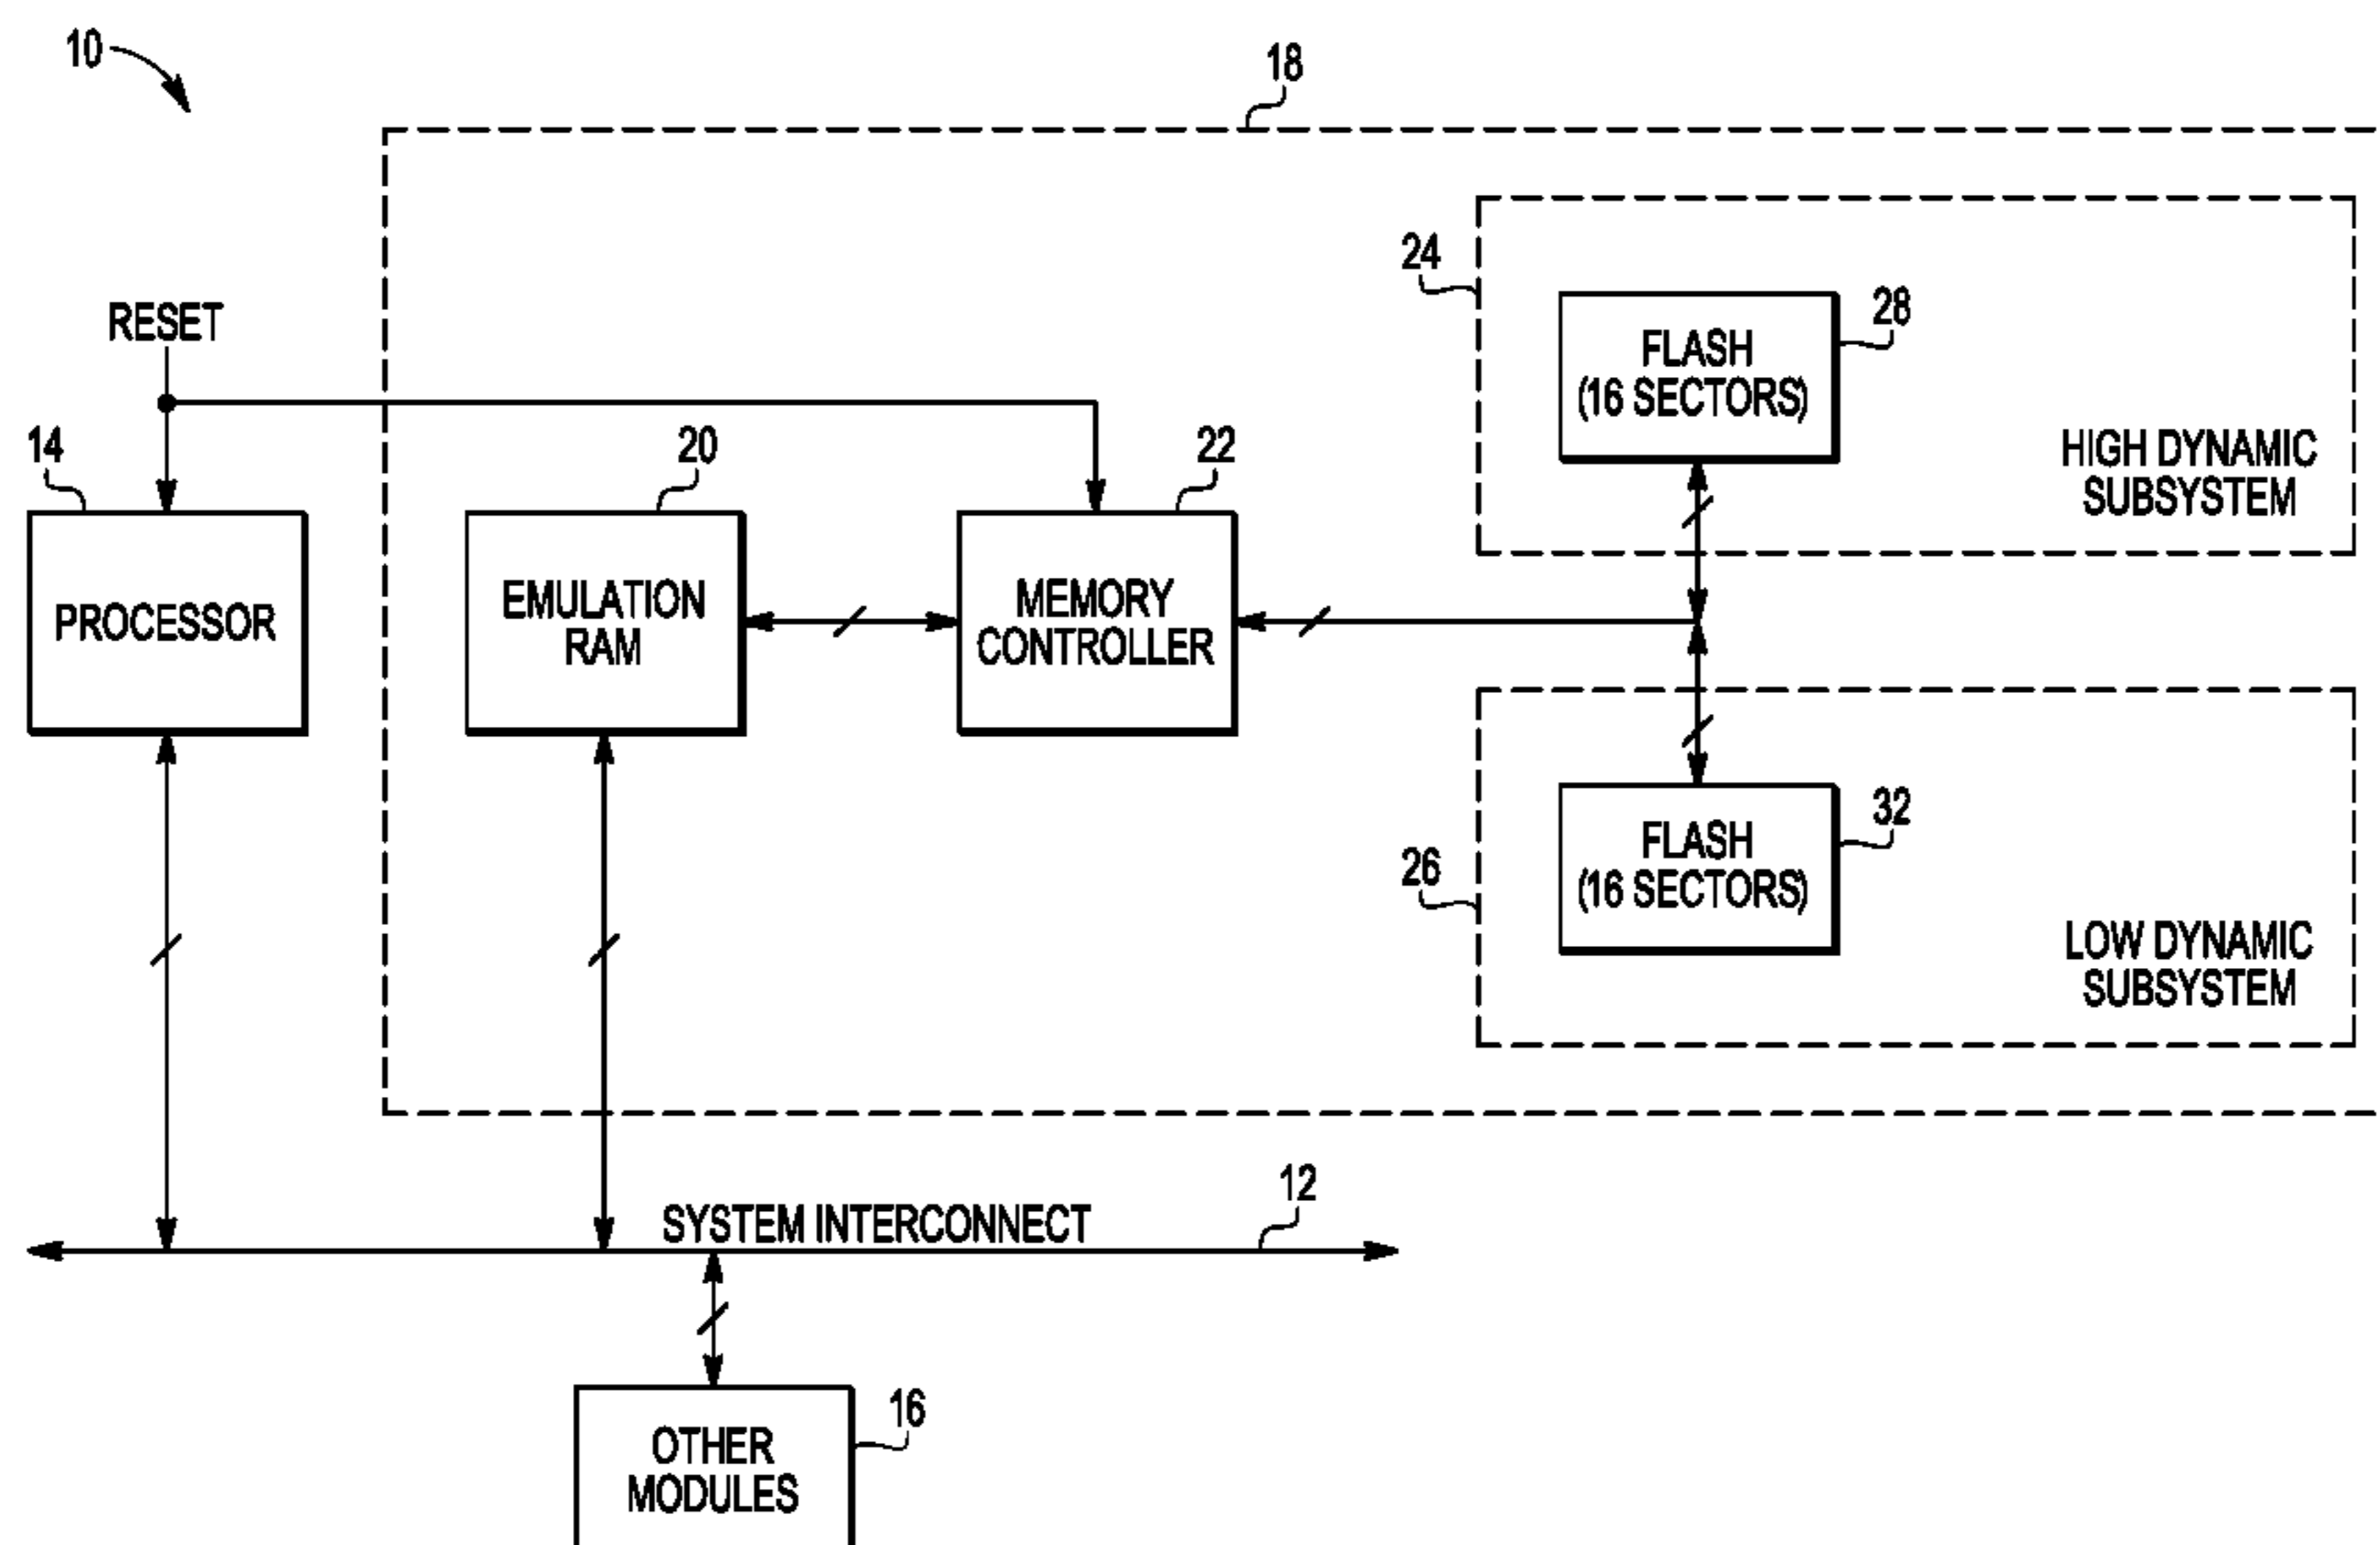 10
18
24
FLASH
(16 SECTORS)
28
HIGH DYNAMIC
SUBSYSTEM
RESET
14
20
22
PROCESSOR
EMULATION
RAM
MEMORY
CONTROLLER
26
FLASH
(16 SECTORS)
32
LOW DYNAMIC
SUBSYSTEM
SYSTEM INTERCONNECT
12
OTHER
MODULES
16